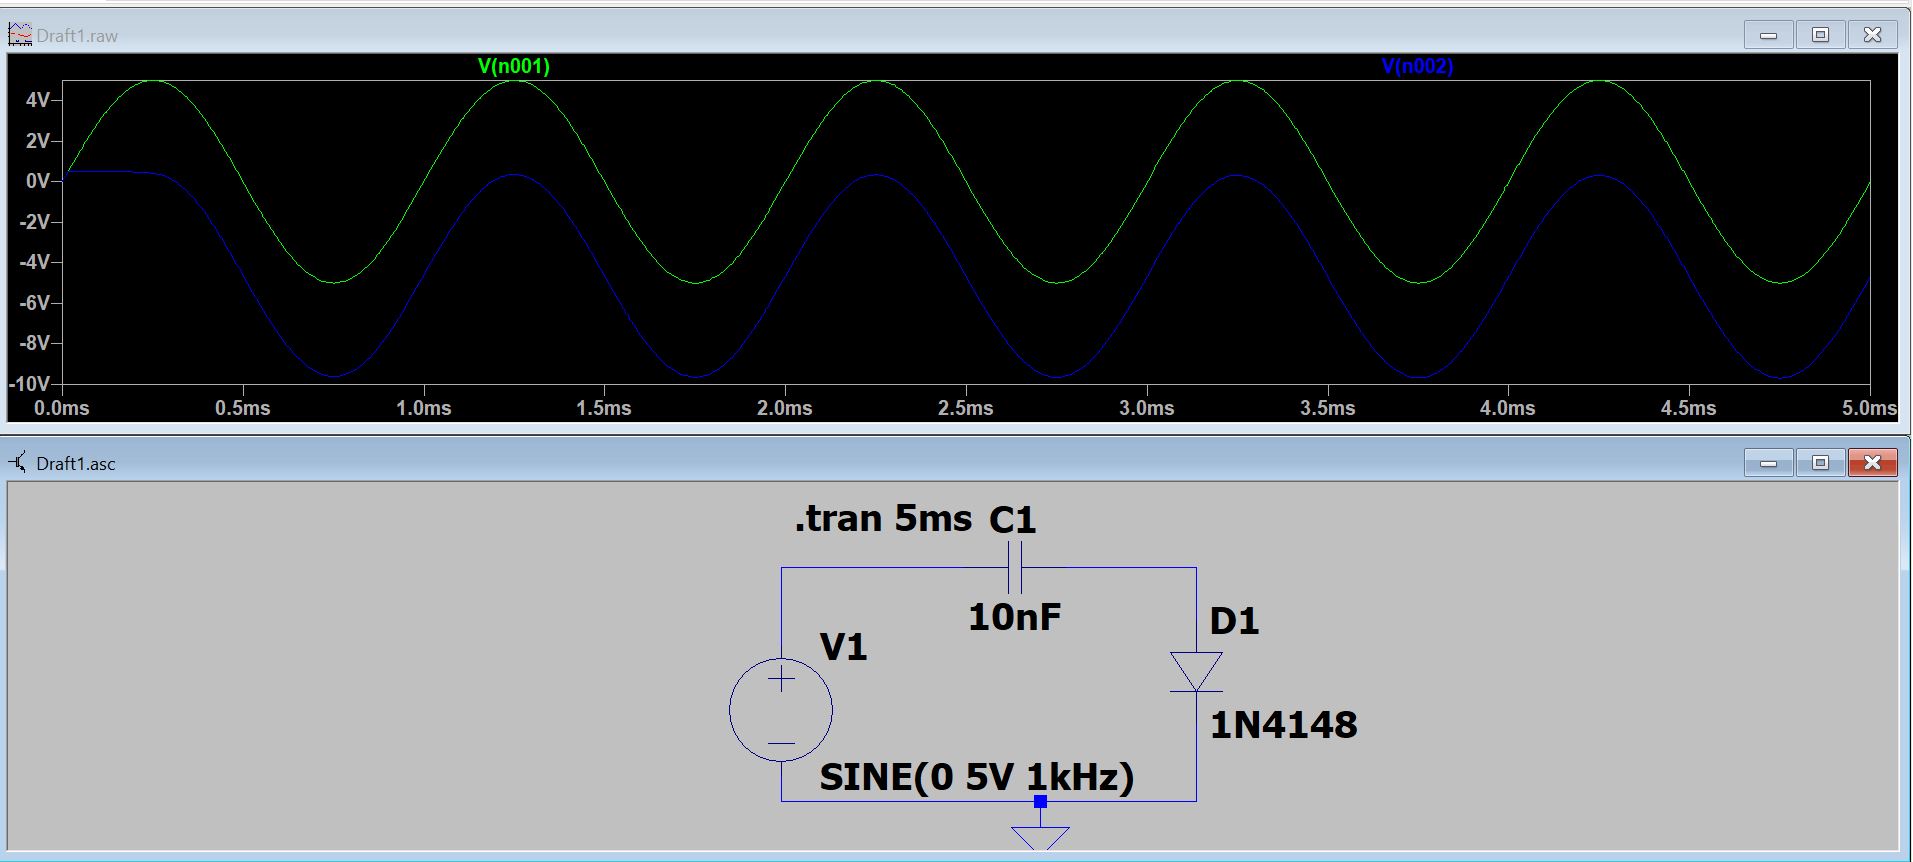 Draft1.raw
V(n001) V(n002)
4V
2V
0V
-2V
-4V
-6V
-8V
-10V
0.0ms 0.5ms 1.0ms 1.5ms 2.0ms 2.5ms 3.0ms 3.5ms 4.0ms 4.5ms 5.0ms
Draft1.asc
.tran 5ms C1
10nF
D1
V1
1N4148
SINE(0 5V 1kHz)